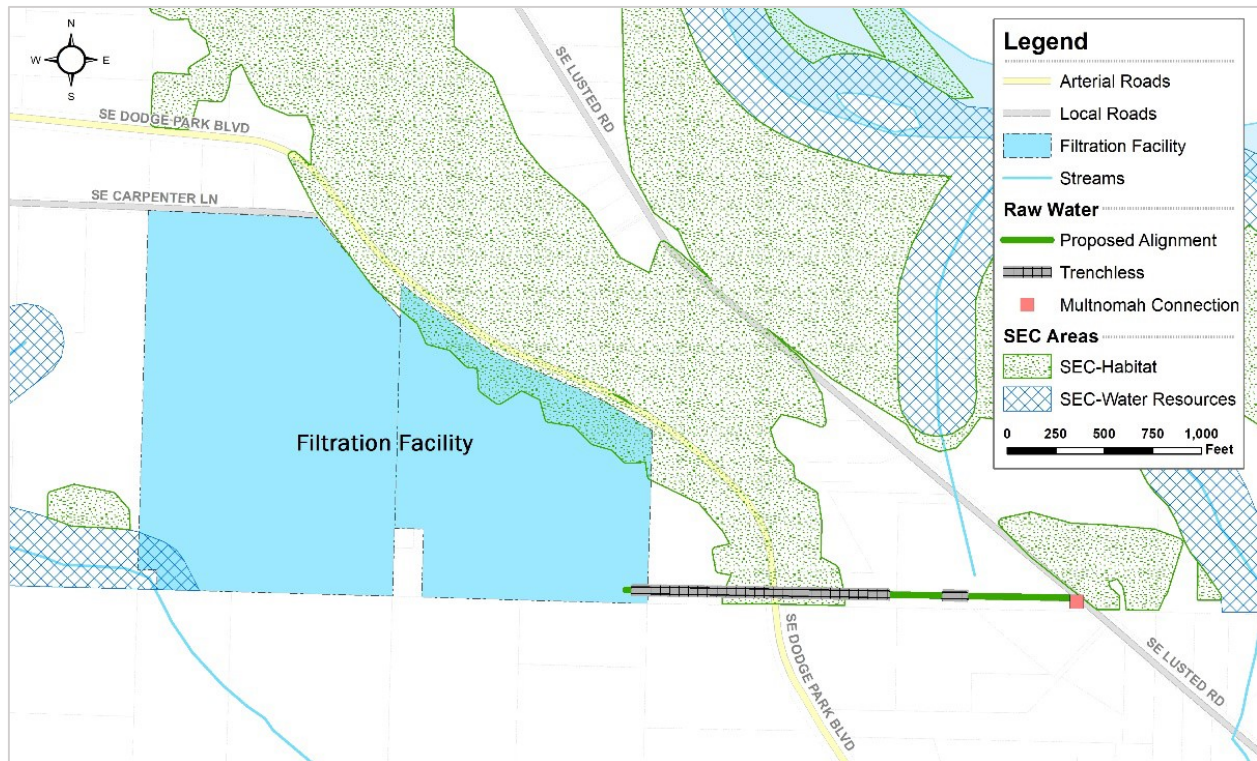 N
W E
S
SE DODGE PARK BLVD
SE CARPENTER LN
SE LUSTED RD
Filtration Facility
SE DODGE PARK BLVD
SE LUSTED RD
Legend
Arterial Roads
Local Roads
Filtration Facility
Streams
Raw Water
Proposed Alignment
Trenchless
Multnomah Connection
SEC Areas
SEC-Habitat
SEC-Water Resources
0 250 500 750 1,000
Feet